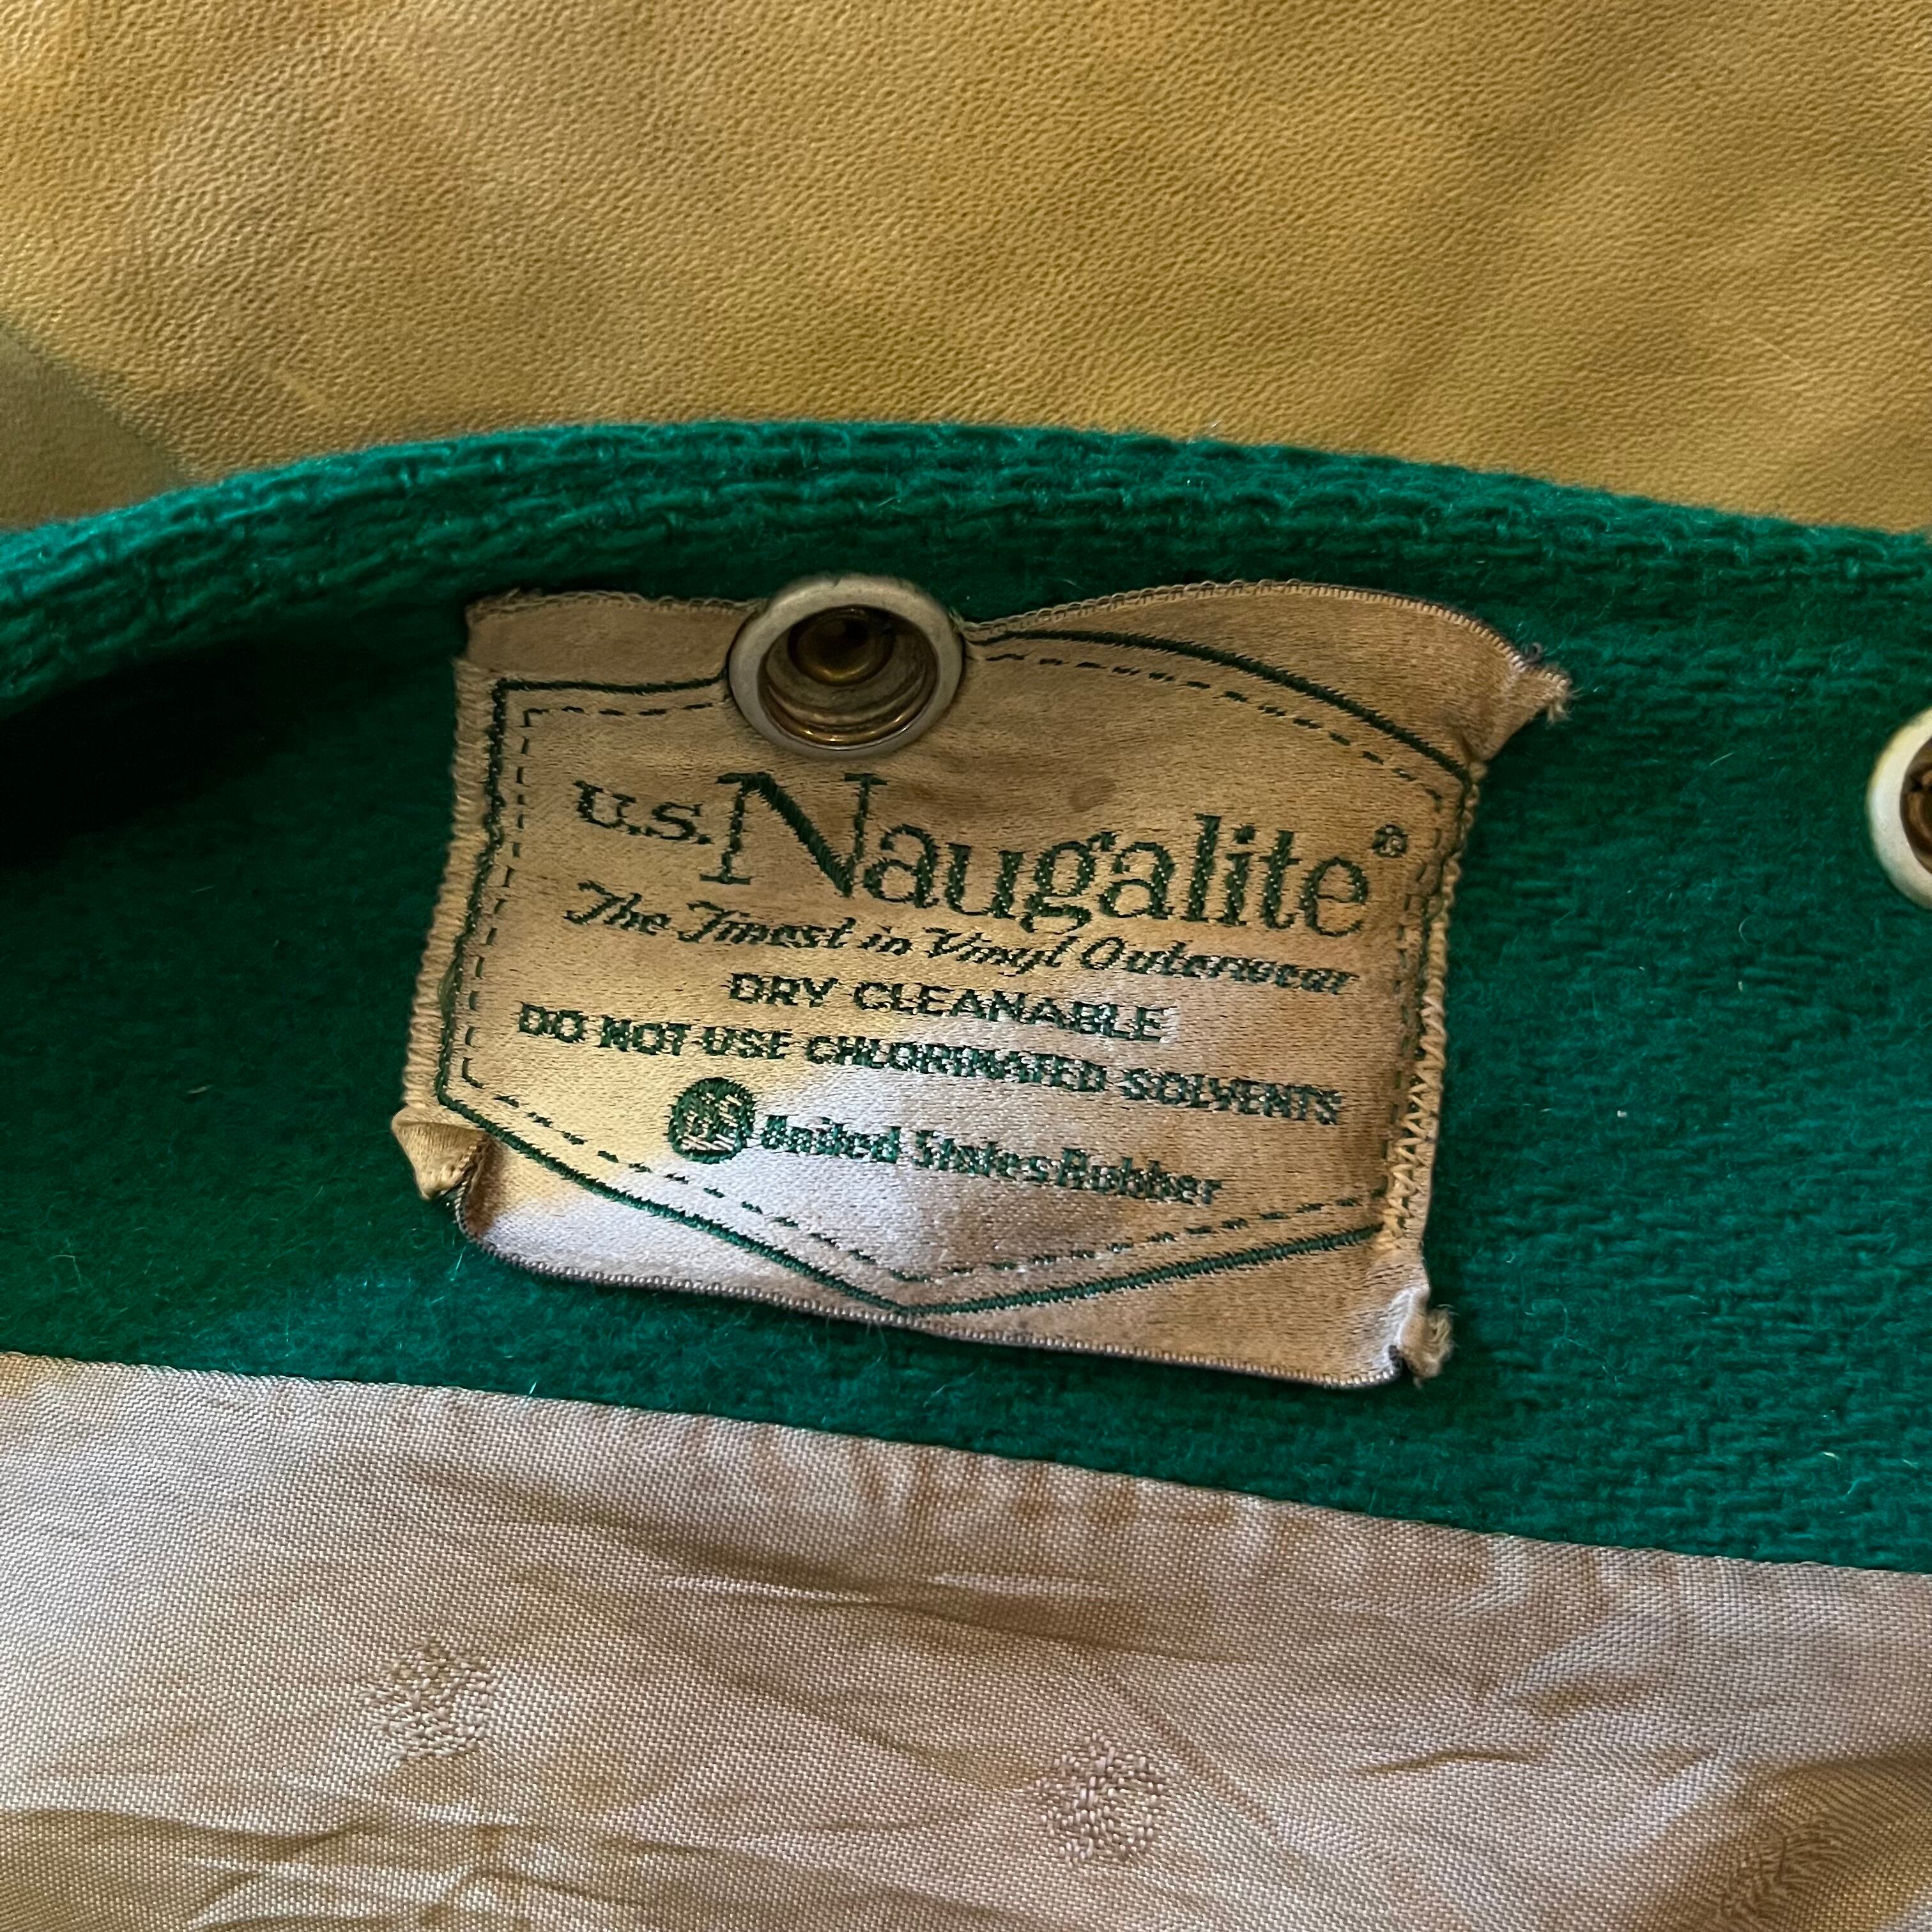 U.S. Naugalite®
The Finest in Vinyl Outerwear
DRY CLEANABLE
DO NOT USE CHLORINATED SOLVENTS
United States Rubber